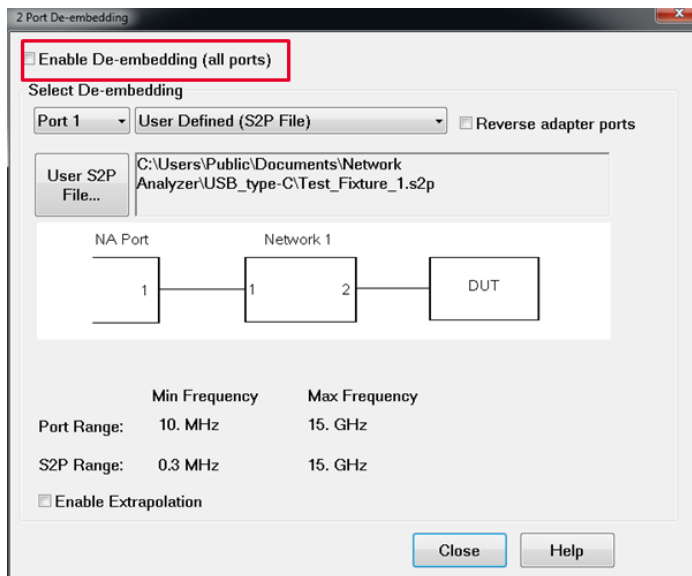 2 Port De-embedding
Enable De-embedding (all ports)
Select De-embedding
Port 1 User Defined (S2P File) Reverse adapter ports
User S2P File... C:\Users\Public\Documents\Network
Analyzer\USB_type-C\Test_Fixture_1.s2p
NA Port Network 1
1 1 2 DUT
Min Frequency Max Frequency
Port Range: 10. MHz 15. GHz
S2P Range: 0.3 MHz 15. GHz
Enable Extrapolation
Close Help